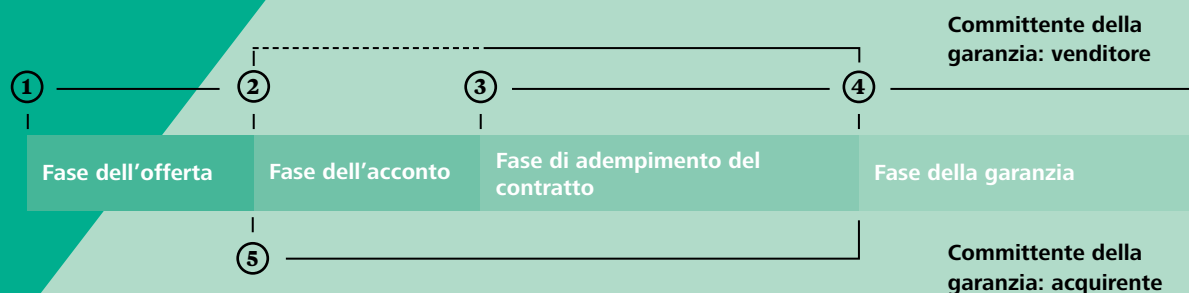 Committente della
garanzia: venditore
1
2
3
4
Fase dell’offerta
Fase dell’acconto
Fase di adempimento del
contratto
Fase della garanzia
5
Committente della
garanzia: acquirente